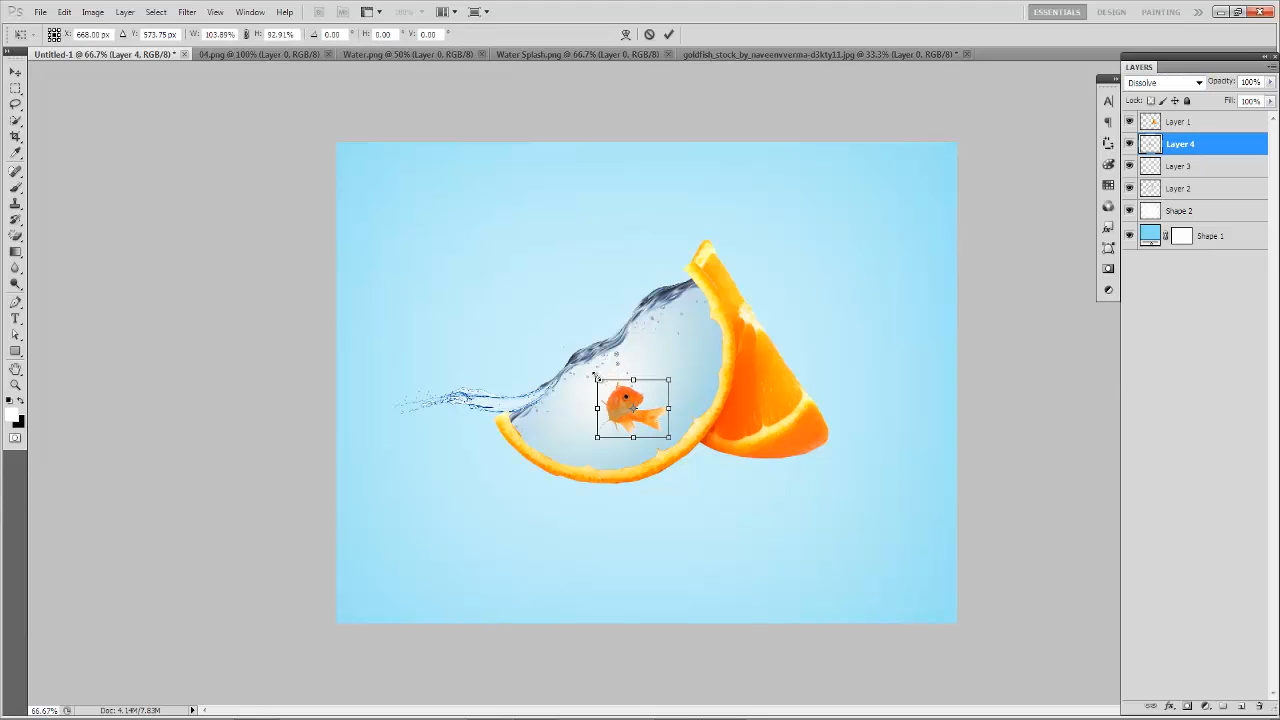 Ps File Edit Image Layer Select Filter Analysis View Window Help 100% ESSENTIALS DESIGN PAINTING
X: 668.00 px Y: 573.75 px W: 103.89% H: 92.91% 0.00 ° H: 0.00 ° V: 0.00 °
Untitled-1 @ 66.7% (Layer 4, RGB/8) * 04.png @ 100% (Layer 0, RGB/8) Water.png @ 50% (Layer 0, RGB/8) Water Splash.png @ 66.7% (Layer 0, RGB/8) goldfish_stock_by_naveenvverma-d3kty11.jpg @ 33.3% (Layer 0, RGB/8) *
LAYERS
Dissolve Opacity: 100%
Lock: Fill: 100%
Layer 1
Layer 4
Layer 3
Layer 2
Shape 2
Shape 1
66.67% Doc: 4.14M/7.83M